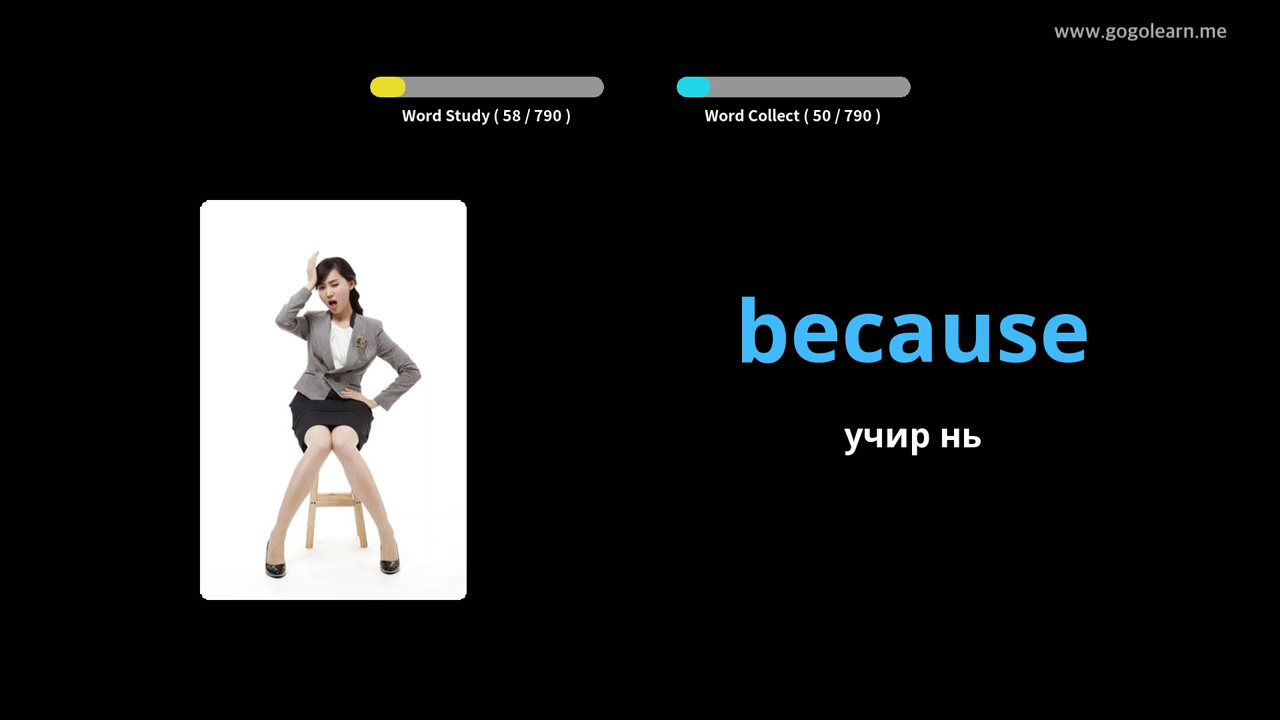 www.gogolearn.me
Word Study ( 58 / 790 )
Word Collect ( 50 / 790 )
because
учир нь